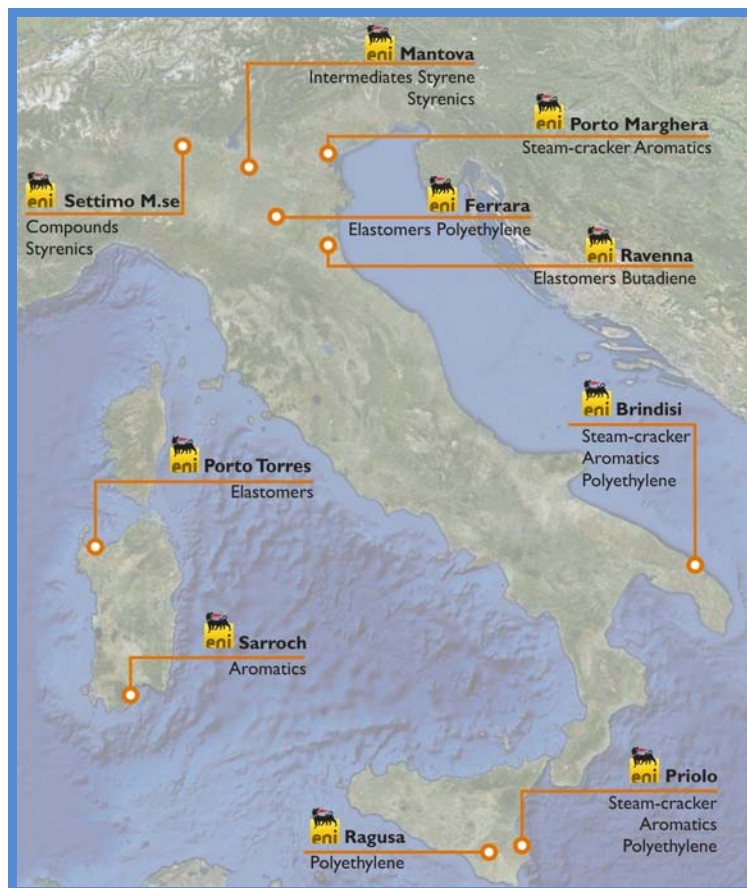 eni Mantova
Intermediates Styrene
Styrenics
eni Porto Marghera
Steam-cracker Aromatics
eni Settimo M.se
Compounds
Styrenics
eni Ferrara
Elastomers Polyethylene
eni Ravenna
Elastomers Butadiene
eni Brindisi
Steam-cracker
Aromatics
Polyethylene
eni Porto Torres
Elastomers
eni Sarroch
Aromatics
eni Priolo
Steam-cracker
Aromatics
Polyethylene
eni Ragusa
Polyethylene